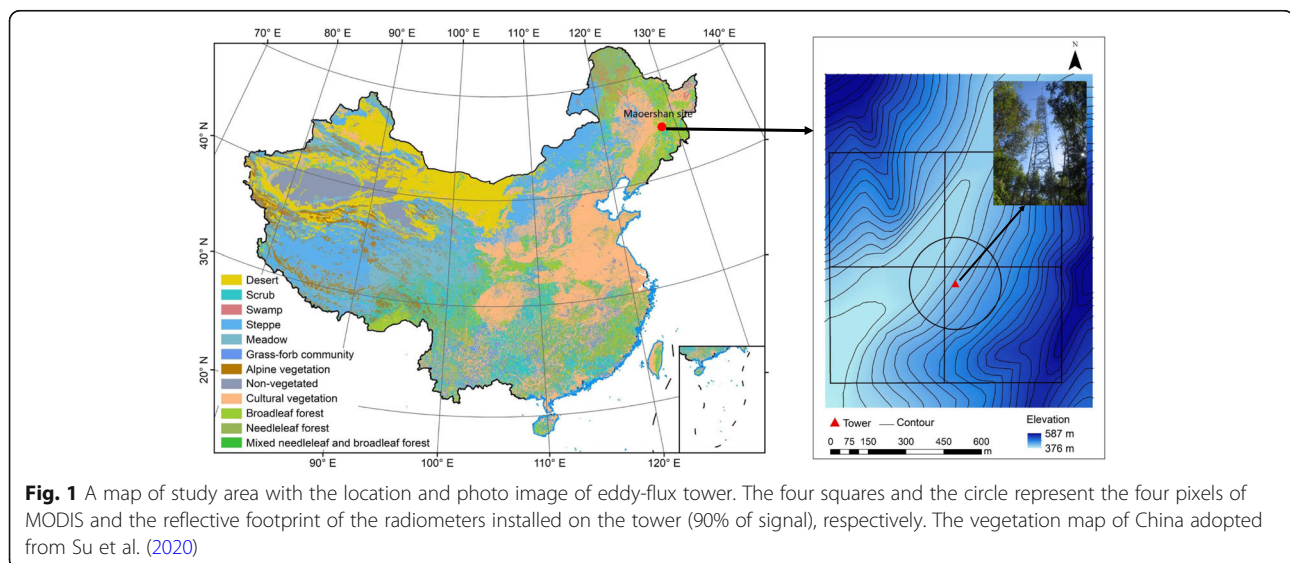 70° E 80° E 90° E 100° E 110° E 120° E 130° E 140° E
40° N
30° N
20° N
Maoershan site
Desert
Scrub
Swamp
Steppe
Meadow
Grass-forb community
Alpine vegetation
Non-vegetated
Cultural vegetation
Broadleaf forest
Needleleaf forest
Mixed needleleaf and broadleaf forest
90° E 100° E 110° E 120° E
N
Tower Contour
0 75 150 300 450 600
m
Elevation
587 m
376 m
Fig. 1 A map of study area with the location and photo image of eddy-flux tower. The four squares and the circle represent the four pixels of
MODIS and the reflective footprint of the radiometers installed on the tower (90% of signal), respectively. The vegetation map of China adopted
from Su et al. (2020)